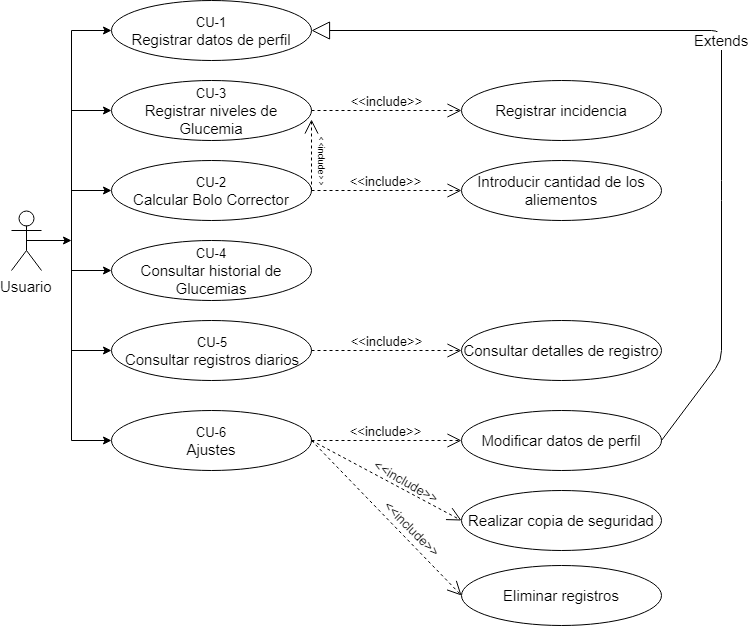 CU-1
Registrar datos de perfil
Extends
CU-3
Registrar niveles de
Glucemia
<<include>>
Registrar incidencia
<<include>>
CU-2
Calcular Bolo Corrector
<<include>>
Introducir cantidad de los
aliementos
Usuario
CU-4
Consultar historial de
Glucemias
CU-5
Consultar registros diarios
<<include>>
Consultar detalles de registro
CU-6
Ajustes
<<include>>
Modificar datos de perfil
<<include>>
Realizar copia de seguridad
<<include>>
Eliminar registros